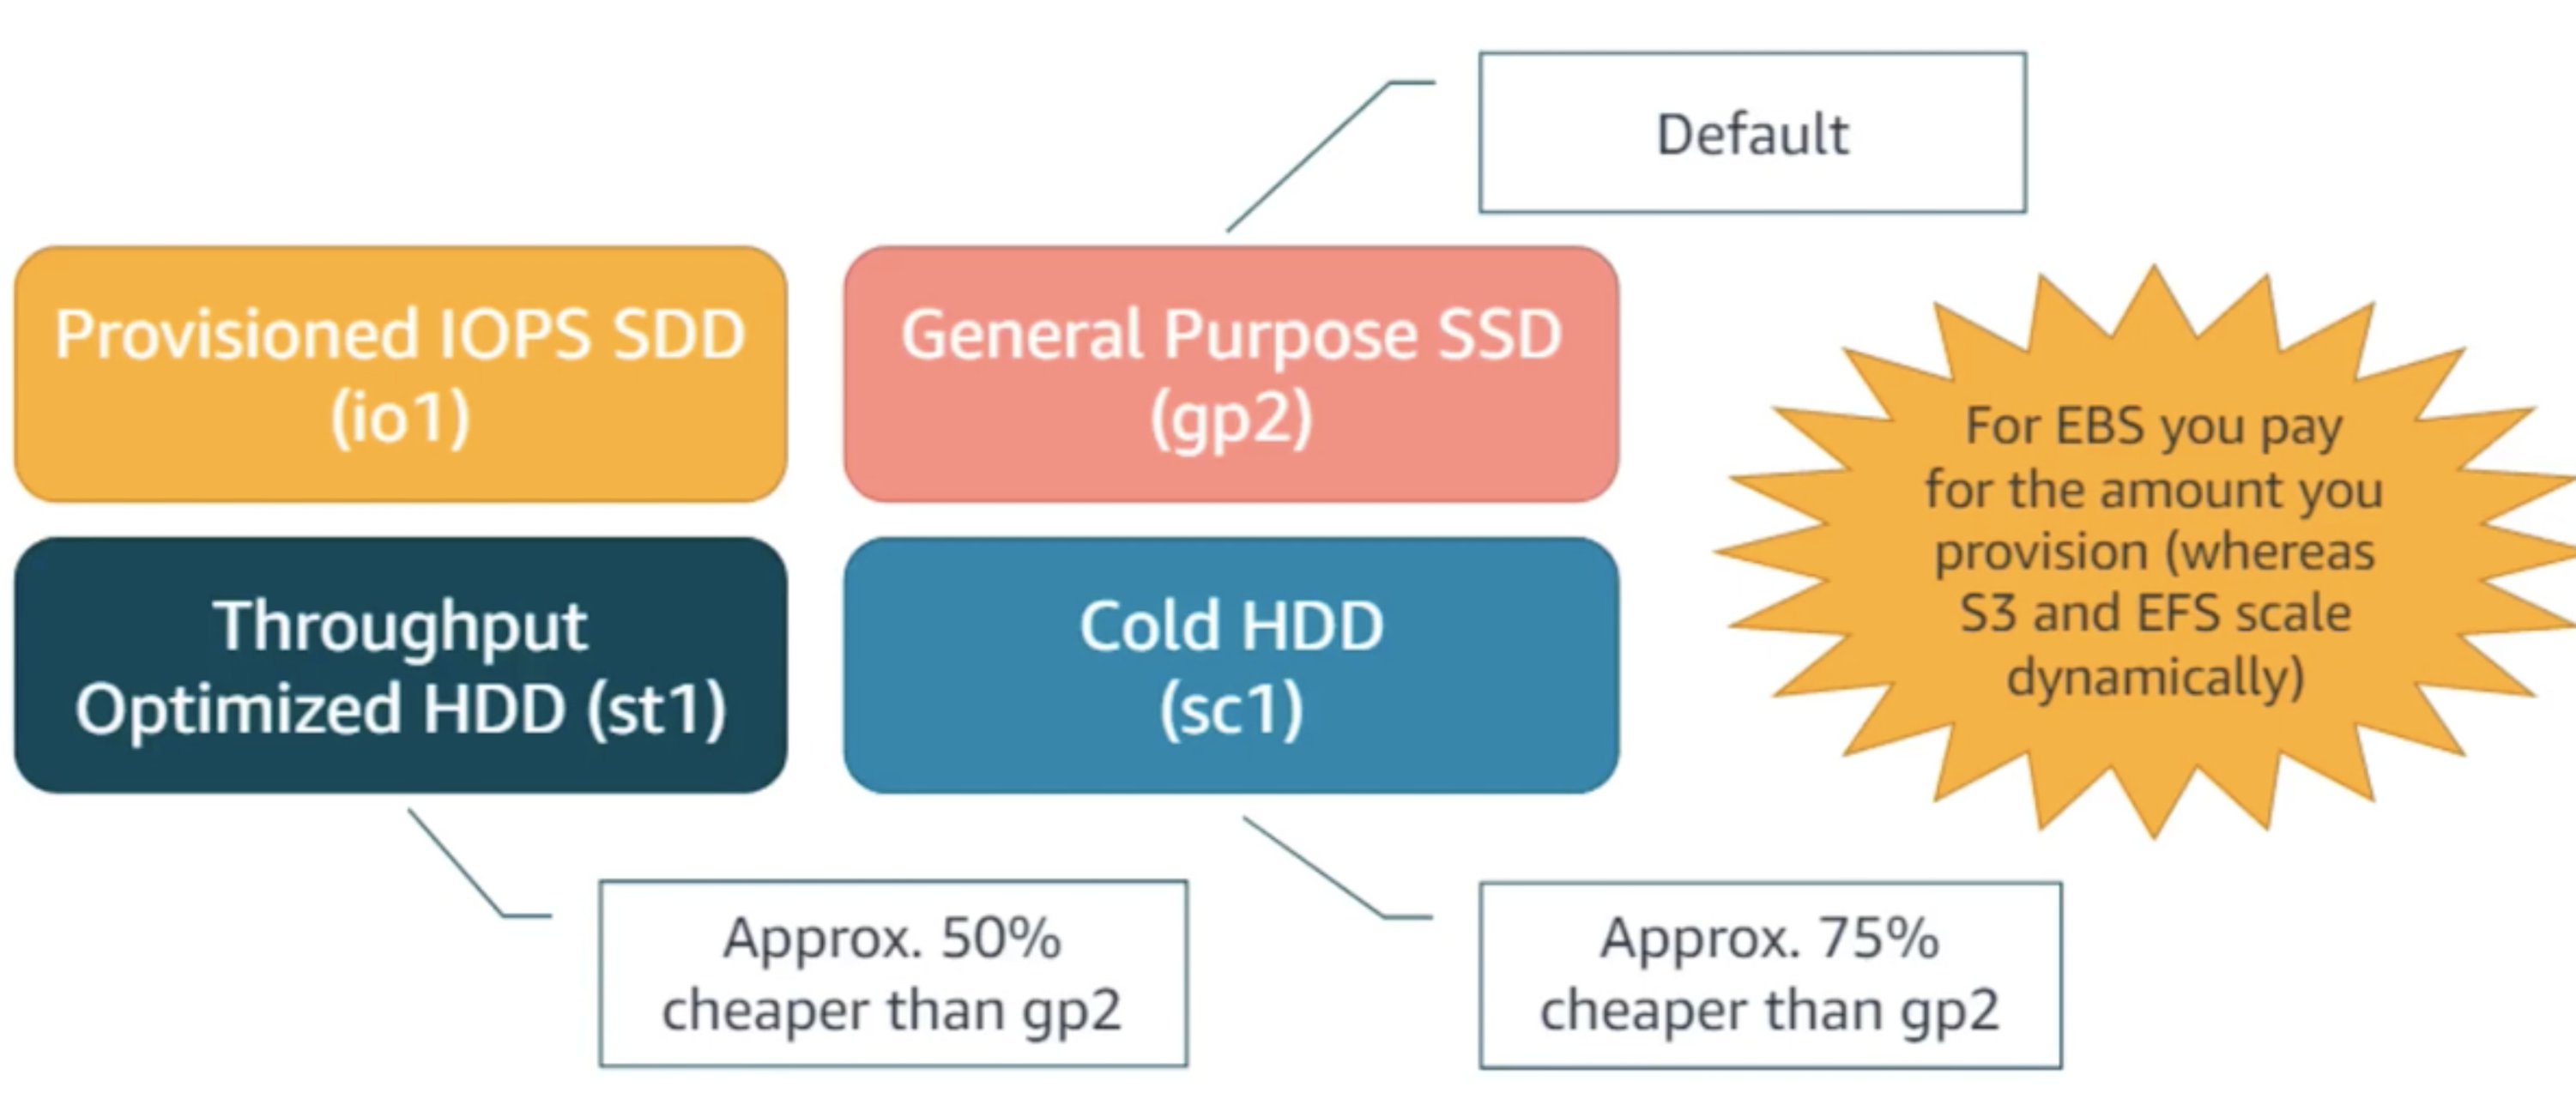 Default
Provisioned IOPS SDD
(io1)
General Purpose SSD
(gp2)
Throughput
Optimized HDD (st1)
Cold HDD
(sc1)
For EBS you pay
for the amount you
provision (whereas
S3 and EFS scale
dynamically)
Approx. 50%
cheaper than gp2
Approx. 75%
cheaper than gp2